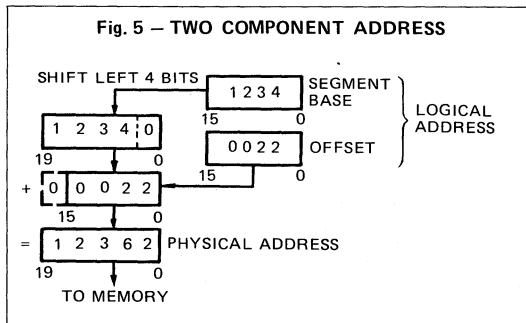 Fig. 5 — TWO COMPONENT ADDRESS
SHIFT LEFT 4 BITS
1 2 3 4
SEGMENT
BASE
15 0
LOGICAL
ADDRESS
1 2 3 4 0
19 0
0 0 2 2
OFFSET
15 0
+ 0 0 0 2 2
15 0
= 1 2 3 6 2 PHYSICAL ADDRESS
19 0
TO MEMORY